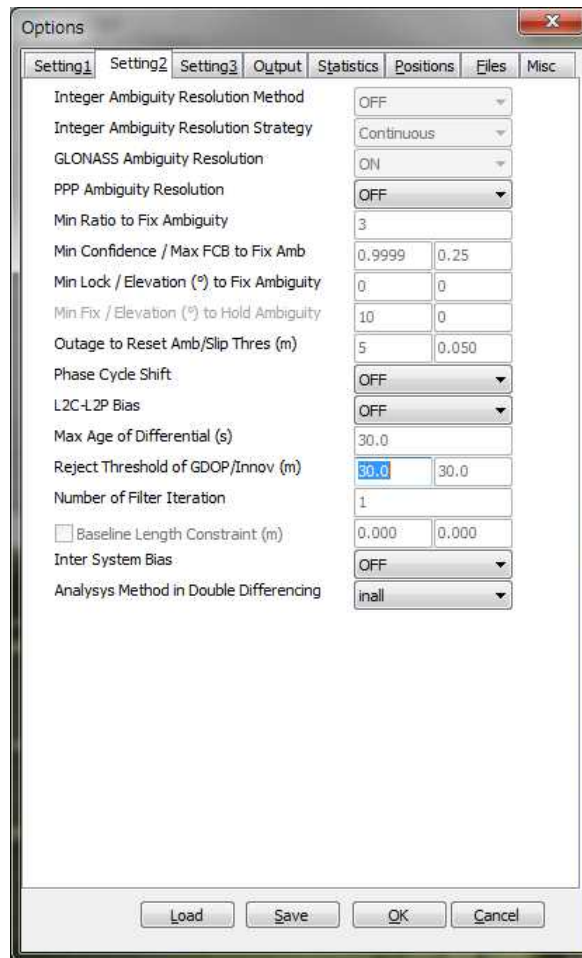 Options
Setting1 Setting2 Setting3 Output Statistics Positions Files Misc
Integer Ambiguity Resolution Method OFF
Integer Ambiguity Resolution Strategy Continuous
GLONASS Ambiguity Resolution ON
PPP Ambiguity Resolution OFF
Min Ratio to Fix Ambiguity 3
Min Confidence / Max FCB to Fix Amb 0.9999 0.25
Min Lock / Elevation (°) to Fix Ambiguity 0 0
Min Fix / Elevation (°) to Hold Ambiguity 10 0
Outage to Reset Amb/Slip Thres (m) 5 0.050
Phase Cycle Shift OFF
L2C-L2P Bias OFF
Max Age of Differential (s) 30.0
Reject Threshold of GDOP/Innov (m) 30.0 30.0
Number of Filter Iteration 1
Baseline Length Constraint (m) 0.000 0.000
Inter System Bias OFF
Analysys Method in Double Differencing inall
Load Save OK Cancel